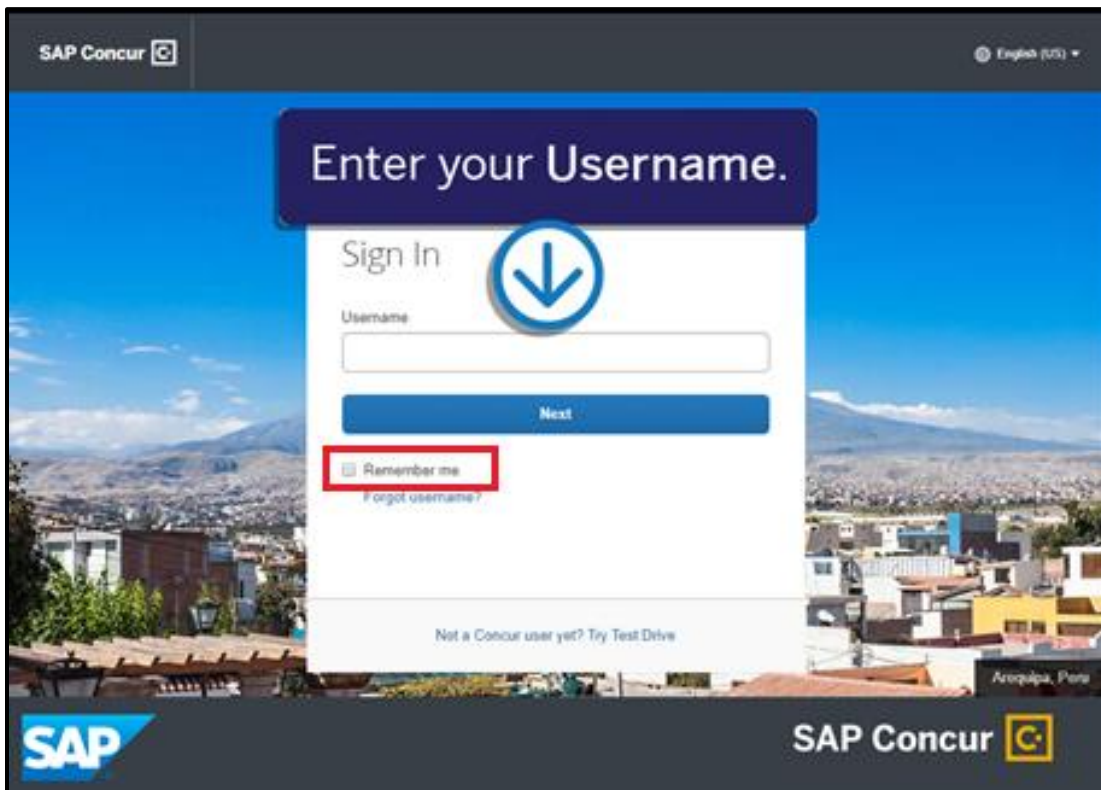 SAP Concur
English (US)
Enter your Username.
Sign In
Username
Next
Remember me
Forgot username?
Not a Concur user yet? Try Test Drive
Arequipa, Peru
SAP
SAP Concur